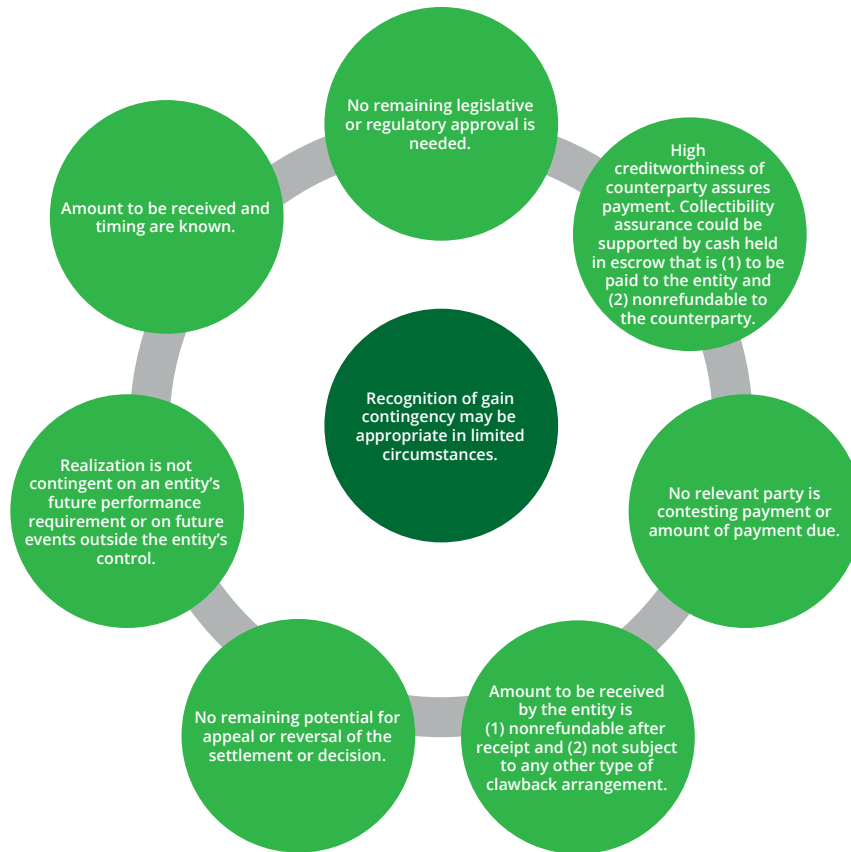 No remaining legislative
or regulatory approval is
needed.
High
creditworthiness of
counterparty assures
payment. Collectibility
assurance could be
supported by cash held
in escrow that is (1) to be
paid to the entity and
(2) nonrefundable to
the counterparty.
No relevant party is
contesting payment or
amount of payment due.
Amount to be received
by the entity is
(1) nonrefundable after
receipt and (2) not subject
to any other type of
clawback arrangement.
No remaining potential for
appeal or reversal of the
settlement or decision.
Realization is not
contingent on an entity’s
future performance
requirement or on future
events outside the entity’s
control.
Amount to be received and
timing are known.
Recognition of gain
contingency may be
appropriate in limited
circumstances.